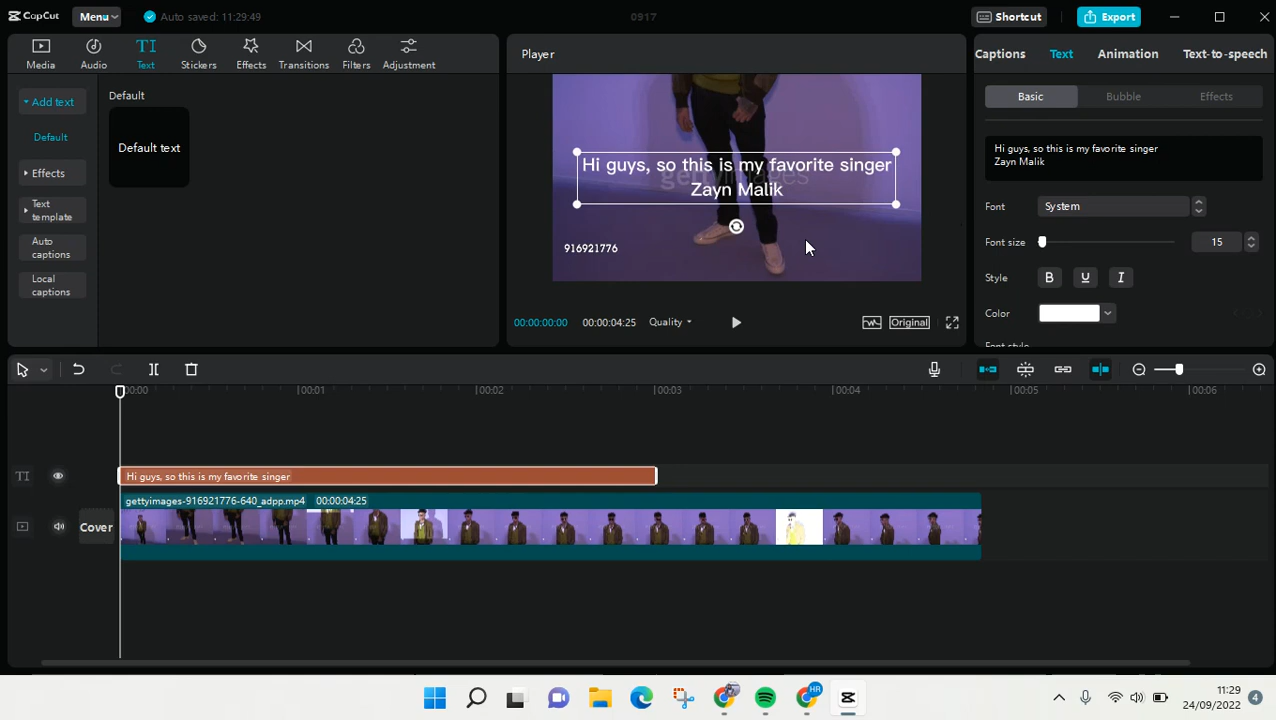 CapCut
Menu
Auto saved: 11:29:49
0917
Shortcut
Export
Media
Audio
TI
Text
Stickers
Effects
Transitions
Filters
Adjustment
Add text
Default
Effects
Text
template
Auto
captions
Local
captions
Default
Default text
Player
Hi guys, so this is my favorite singer
Zayn Malik
916921776
00:00:00:00
00:00:04:25
Quality
Original
Captions
Text
Animation
Text-to-speech
Basic
Bubble
Effects
Hi guys, so this is my favorite singer
Zayn Malik
Font
System
Font size
15
Style
B
U
I
Color
00:00
00:01
00:02
00:03
00:04
00:05
00:06
TI
Hi guys, so this is my favorite singer
gettyimages-916921776-640_adpp.mp4 00:00:04:25
Cover
HR
11:29
24/09/2022
4